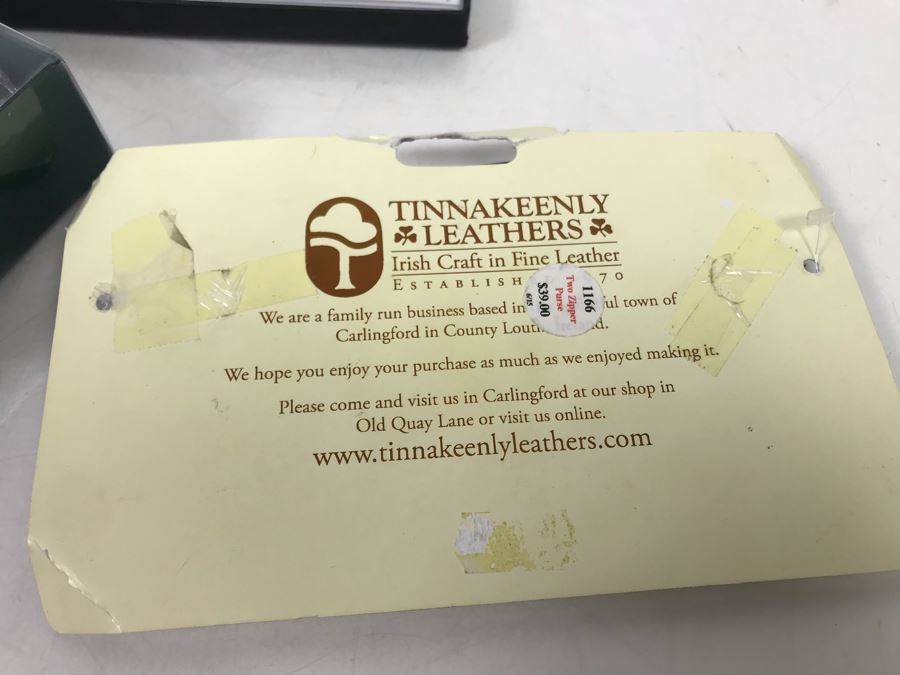 TINNAKEENLY
LEATHERS
Irish Craft in Fine Leather
We are a family run business based in town of
Carlingford in County
We hope you enjoy your purchase as much as we enjoyed making it.
Please come and visit us in Carlingford at our shop in
Old Quay Lane or visit us online.
www.tinnakeenlyleathers.com
1166
Two Zipper
Purse
$39.00
6/15